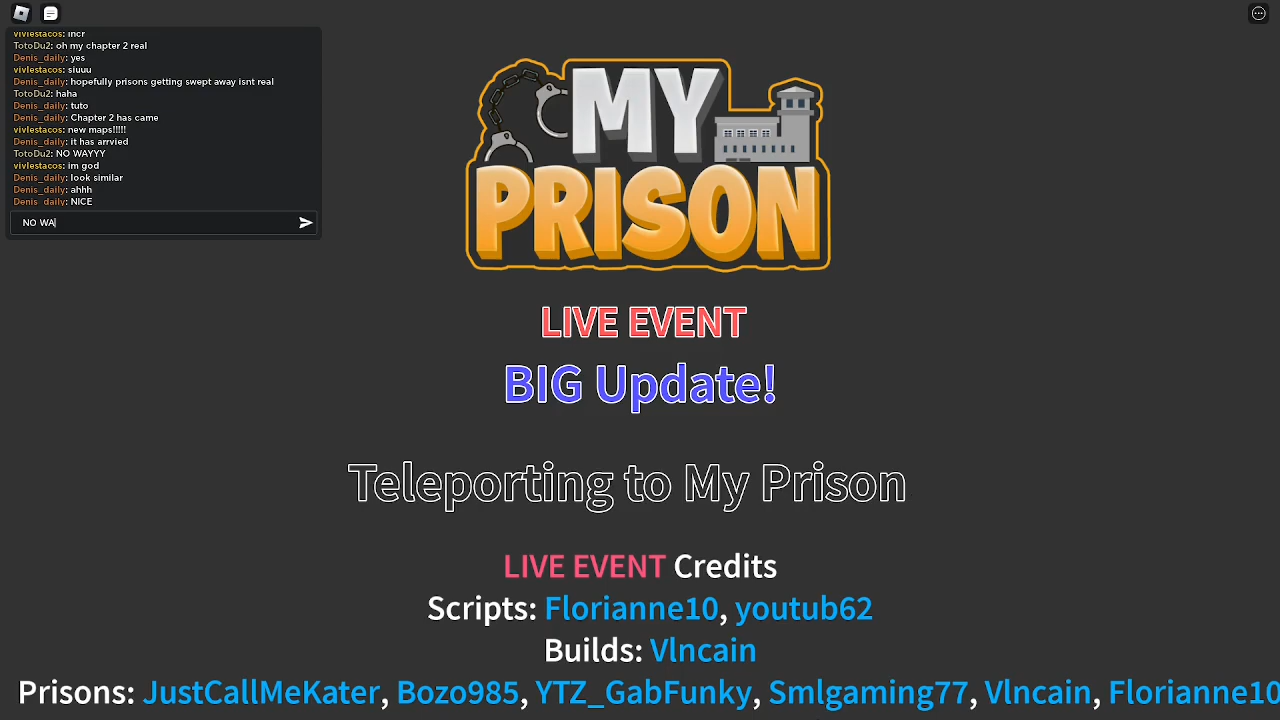 vivlestacos: incr
TotoDu2: oh my chapter 2 real
Denis_daily: yes
vivlestacos: siuuu
Denis_daily: hopefully prisons getting swept away isnt real
TotoDu2: haha
Denis_daily: tuto
Denis_daily: Chapter 2 has came
vivlestacos: new maps!!!!!
Denis_daily: it has arrvied
TotoDu2: NO WAYYY
vivlestacos: im god
Denis_daily: look similar
Denis_daily: ahhh
Denis_daily: NICE
NO WA
MY
PRISON
LIVE EVENT
BIG Update!
Teleporting to My Prison
LIVE EVENT Credits
Scripts: Florianne10, youtub62
Builds: Vlncain
Prisons: JustCallMeKater, Bozo985, YTZ_GabFunky, Smlgaming77, Vlncain, Florianne10